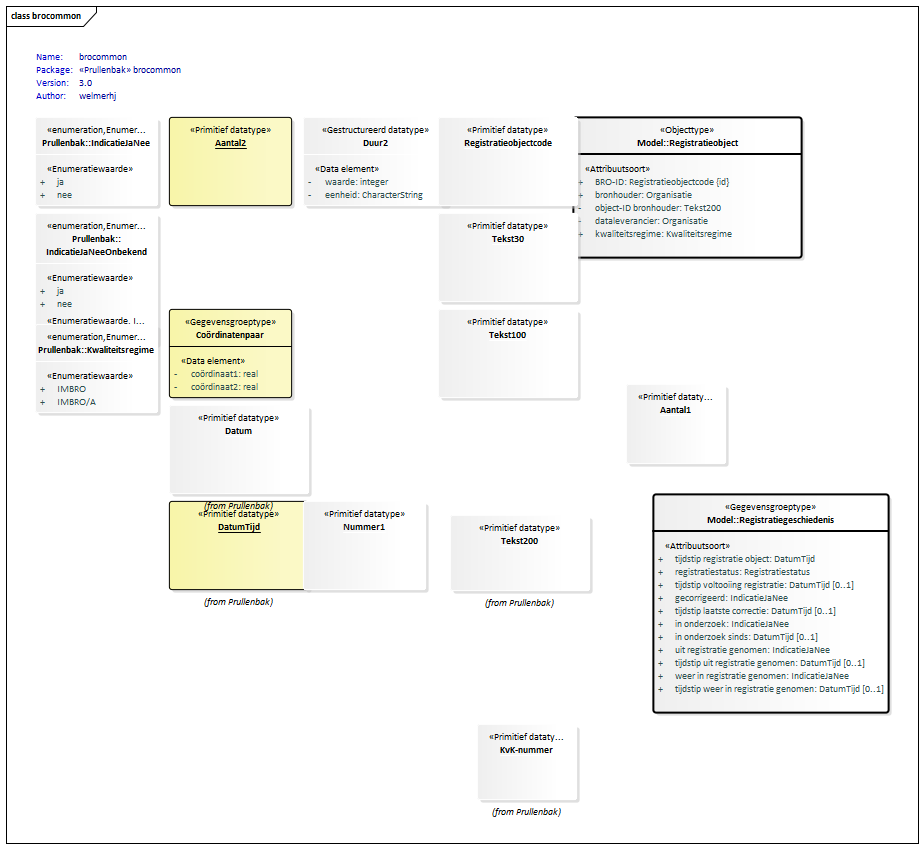 class brocommon
Name: brocommon
Package: «Prullenbak» brocommon
Version: 3.0
Author: welmerhj
«enumeration,Enumer...
Prullenbak::IndicatieJaNee
«Enumeratiewaarde»
+ ja
+ nee
«Primitief datatype»
Aantal2
«Gestructureerd datatype»
Duur2
«Data element»
- waarde: integer
- eenheid: CharacterString
«Primitief datatype»
Registratieobjectcode
«Objecttype»
Model::Registratieobject
«Attribuutsoort»
+ BRO-ID: Registratieobjectcode {id}
+ bronhouder: Organisatie
- object-ID bronhouder: Tekst200
- dataleverancier: Organisatie
+ kwaliteitsregime: Kwaliteitsregime
«enumeration,Enumer...
Prullenbak::
IndicatieJaNeeOnbekend
«Enumeratiewaarde»
+ ja
+ nee
«Enumeratiewaarde, I...
«Primitief datatype»
Tekst30
«enumeration,Enumer...
Prullenbak::Kwaliteitsregime
«Enumeratiewaarde»
+ IMBRO
+ IMBRO/A
«Gegevensgroeptype»
Coördinatenpaar
«Data element»
- coördinaat1: real
- coördinaat2: real
«Primitief datatype»
Tekst100
«Primitief dataty...
Aantal1
«Primitief datatype»
Datum
(from Prullenbak)
«Primitief datatype»
DatumTijd
(from Prullenbak)
«Primitief datatype»
Nummer1
«Primitief datatype»
Tekst200
(from Prullenbak)
«Gegevensgroeptype»
Model::Registratiegeschiedenis
«Attribuutsoort»
+ tijdstip registratie object: DatumTijd
+ registratiestatus: Registratiestatus
+ tijdstip voltooiing registratie: DatumTijd [0..1]
+ gecorrigeerd: IndicatieJaNee
+ tijdstip laatste correctie: DatumTijd [0..1]
+ in onderzoek: IndicatieJaNee
+ in onderzoek sinds: DatumTijd [0..1]
+ uit registratie genomen: IndicatieJaNee
+ tijdstip uit registratie genomen: DatumTijd [0..1]
+ weer in registratie genomen: IndicatieJaNee
+ tijdstip weer in registratie genomen: DatumTijd [0..1]
«Primitief dataty...
KvK-nummer
(from Prullenbak)